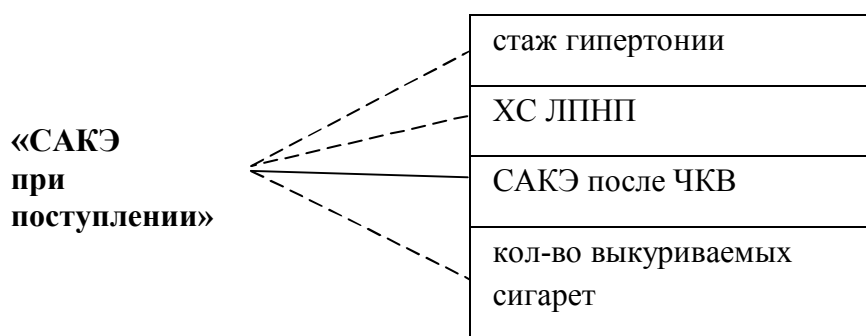 «САКЭ
при
поступлении»
стаж гипертонии
ХС ЛПНП
САКЭ после ЧКВ
кол-во выкуриваемых
сигарет